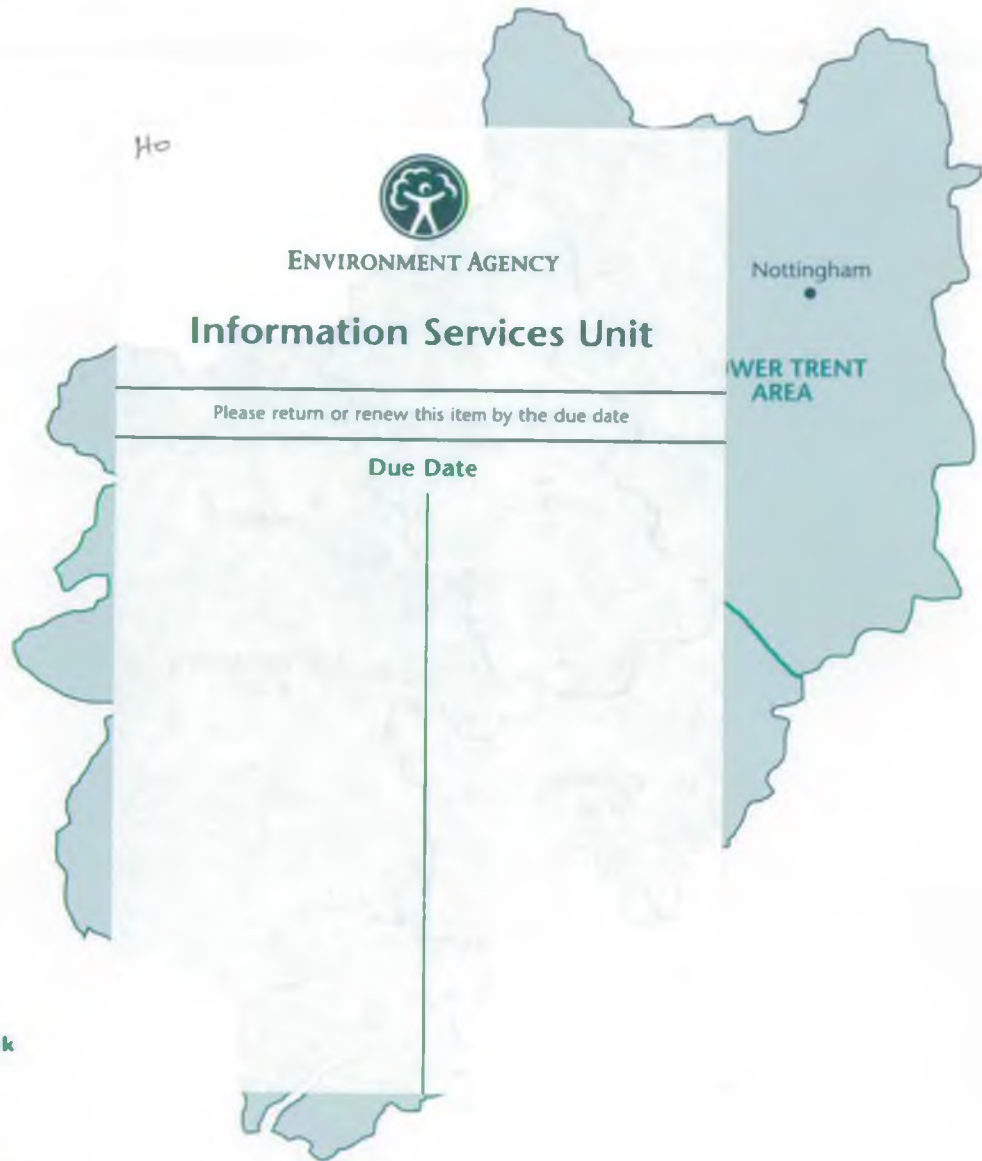 Ho
ENVIRONMENT AGENCY
Nottingham
Information Services Unit
WER TRENT
AREA
Please return or renew this item by the due date
Due Date
k